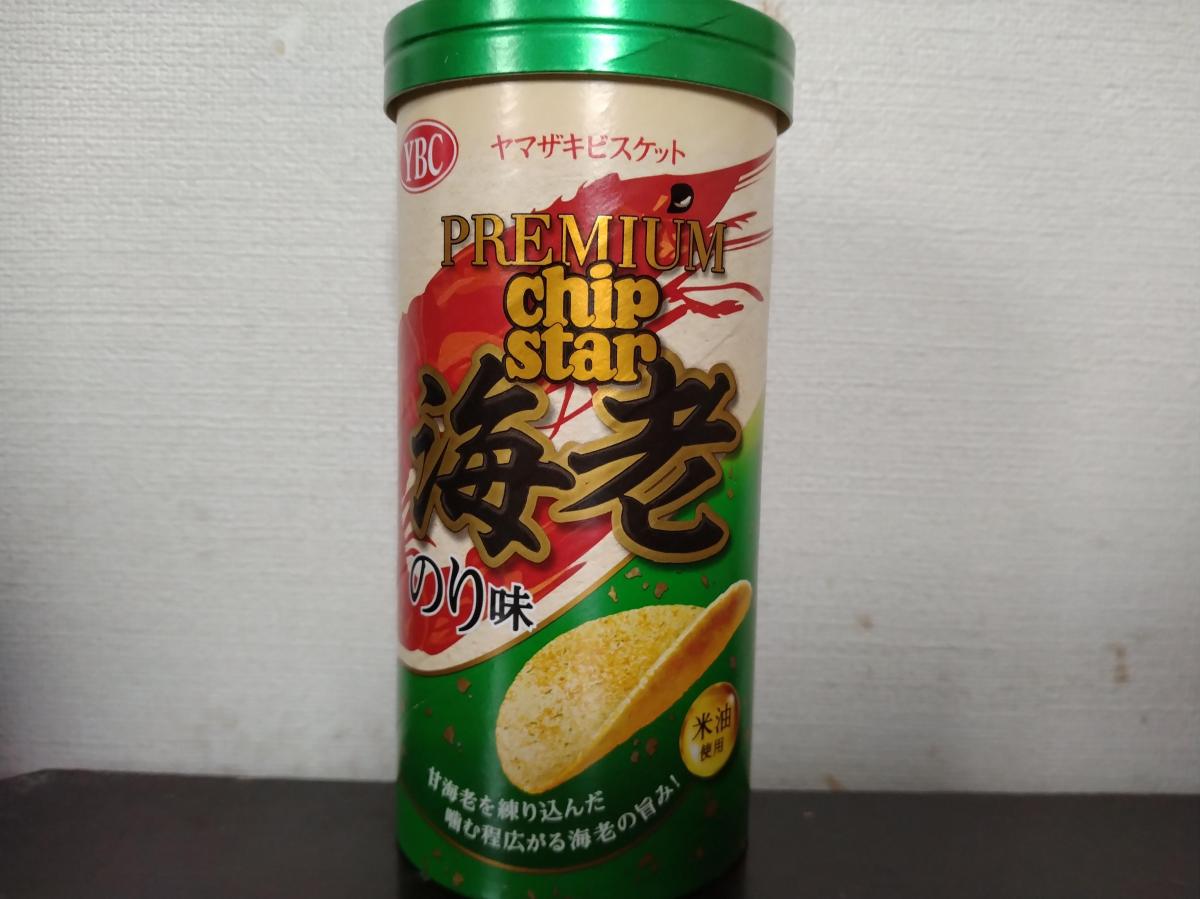 YBC
ヤマザキビスケット
PREMIUM
chip
star
海老
のり味
米油
使用
甘海老を練り込んだ
噛む程広がる海老の旨み!